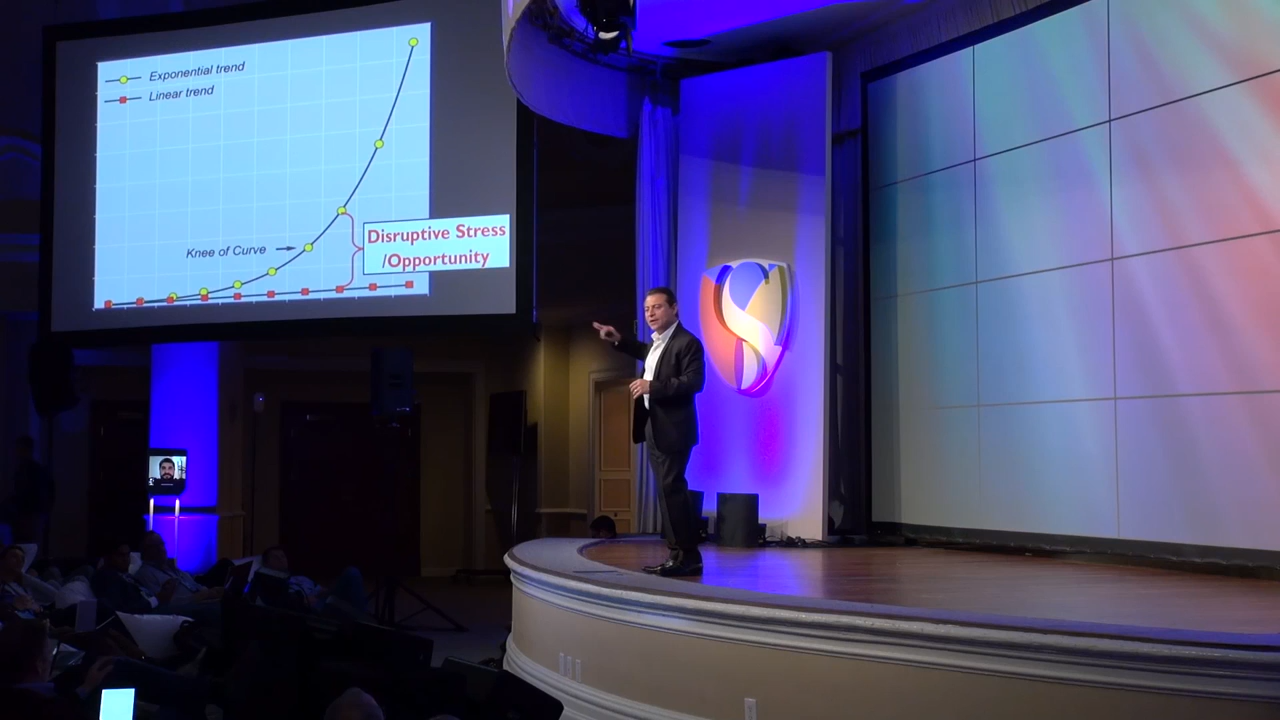 Exponential trend
Linear trend
Knee of Curve
Disruptive Stress
/Opportunity